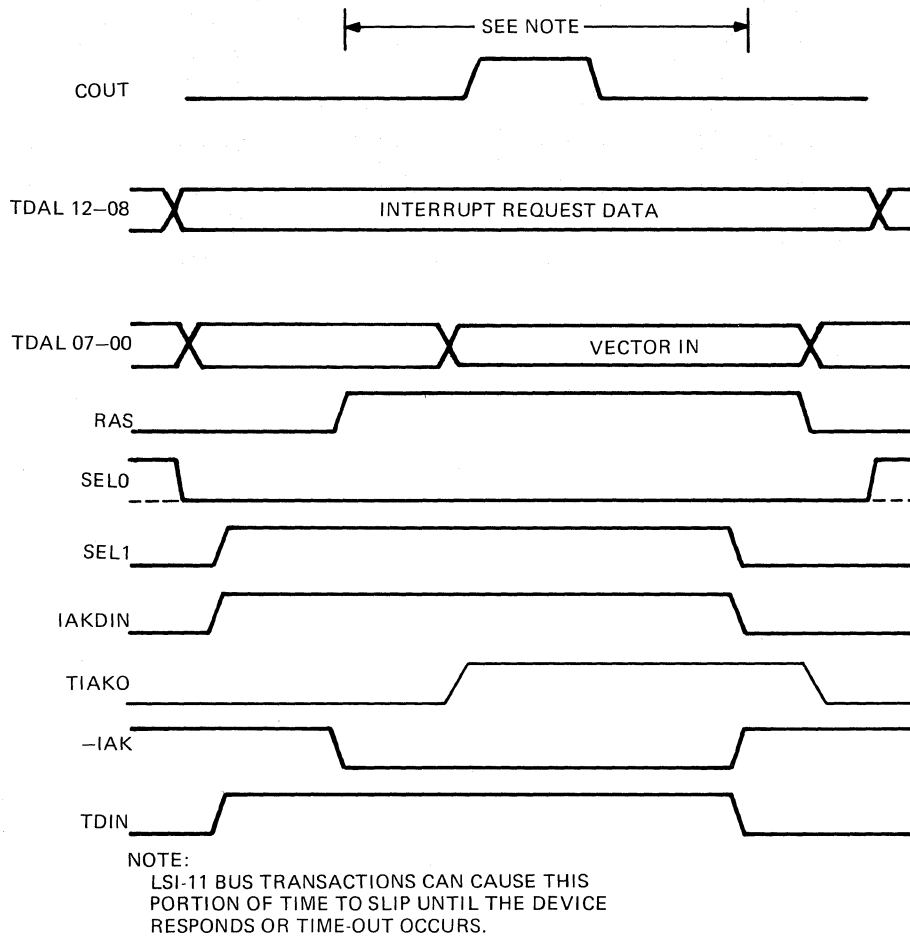 SEE NOTE
COUT
TDAL 12–08
INTERRUPT REQUEST DATA
TDAL 07–00
VECTOR IN
RAS
SEL0
SEL1
IAKDIN
TIAKO
–IAK
TDIN
NOTE:
LSI-11 BUS TRANSACTIONS CAN CAUSE THIS
PORTION OF TIME TO SLIP UNTIL THE DEVICE
RESPONDS OR TIME-OUT OCCURS.